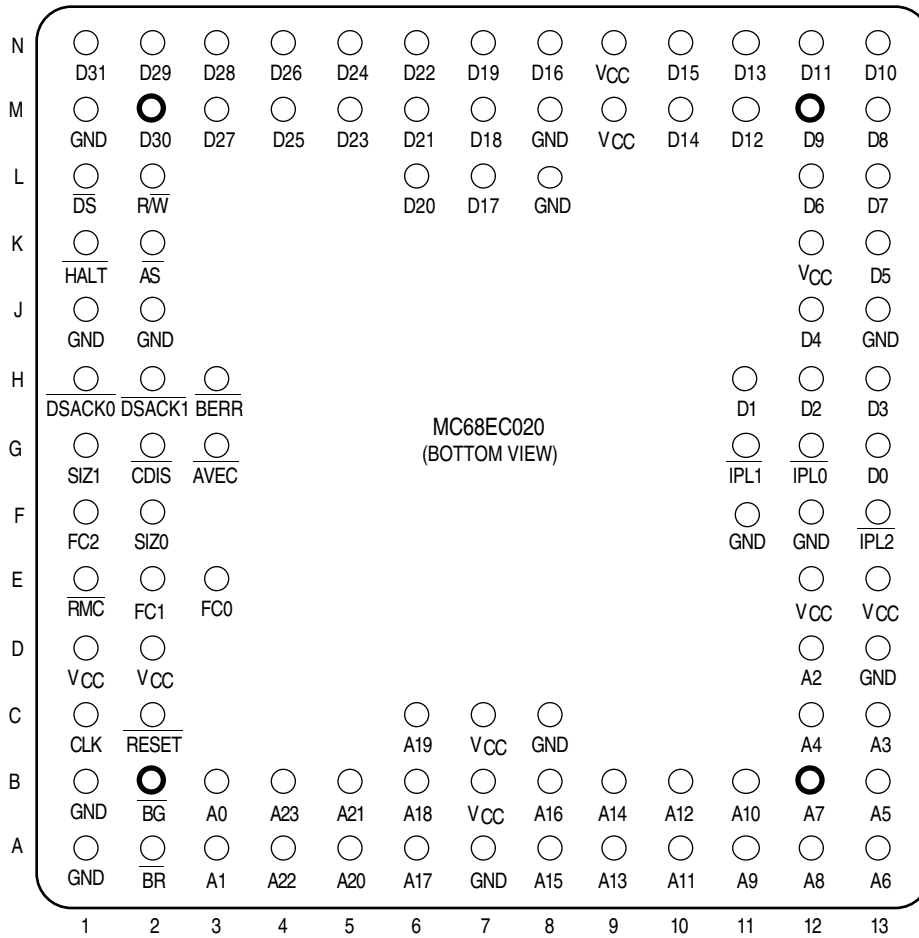 N
D31 D29 D28 D26 D24 D22 D19 D16 VCC D15 D13 D11 D10
M
GND D30 D27 D25 D23 D21 D18 GND VCC D14 D12 D9 D8
L
DS R/W D20 D17 GND D6 D7
K
HALT AS VCC D5
J
GND GND D4 GND
H
DSACK0 DSACK1 BERR D1 D2 D3
MC68EC020
G
(BOTTOM VIEW)
SIZ1 CDIS AVEC IPL1 IPL0 D0
F
FC2 SIZ0 GND GND IPL2
E
RMC FC1 FC0 VCC VCC
D
VCC VCC A2 GND
C
CLK RESET A19 VCC GND A4 A3
B
GND BG A0 A23 A21 A18 VCC A16 A14 A12 A10 A7 A5
A
GND BR A1 A22 A20 A17 GND A15 A13 A11 A9 A8 A6
1 2 3 4 5 6 7 8 9 10 11 12 13